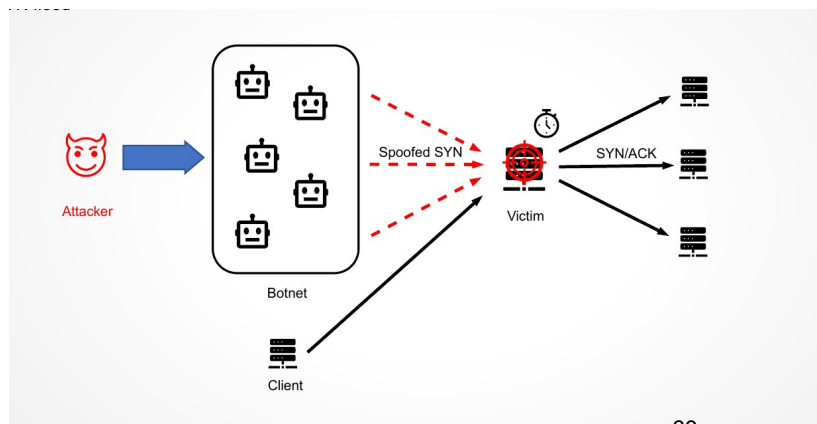 Attacker
Spoofed SYN
SYN/ACK
Victim
Botnet
Client